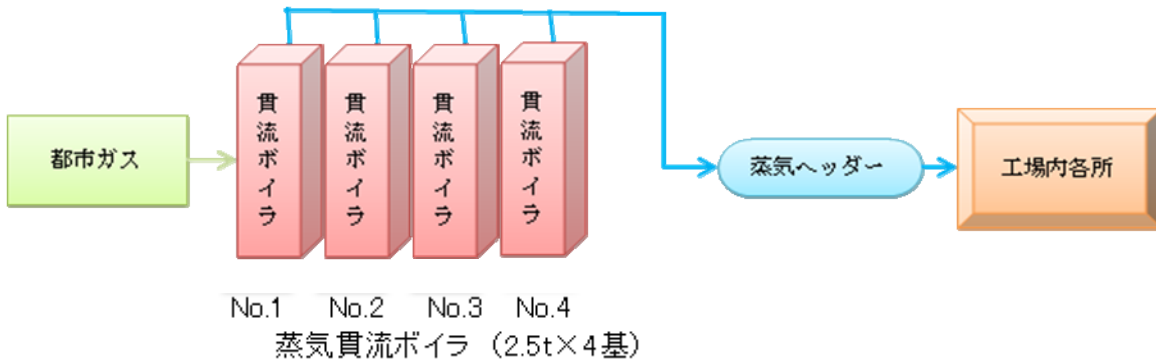 都市ガス
貫流ボイラ
貫流ボイラ
貫流ボイラ
貫流ボイラ
蒸気ヘッダー
工場内各所
No.1
No.2
No.3
No.4
蒸気貫流ボイラ（2.5t×4基）